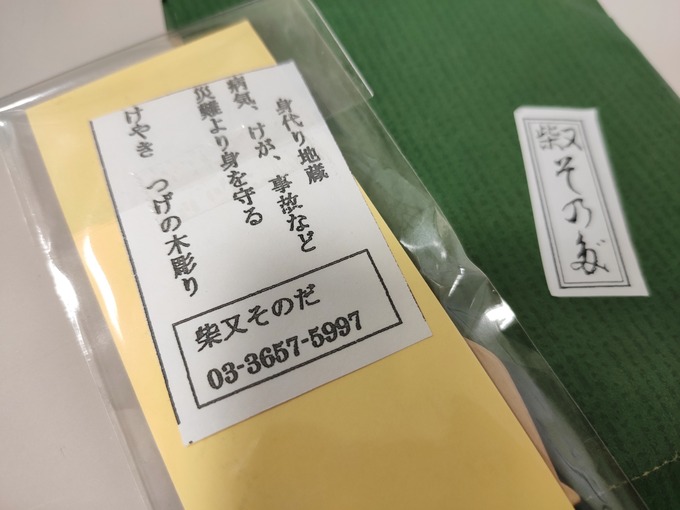 身代り地蔵
病気、けが、事故など
災難より身を守る
けやき つげの木彫り
柴又そのだ
03-3657-5997
柴又 そのだ